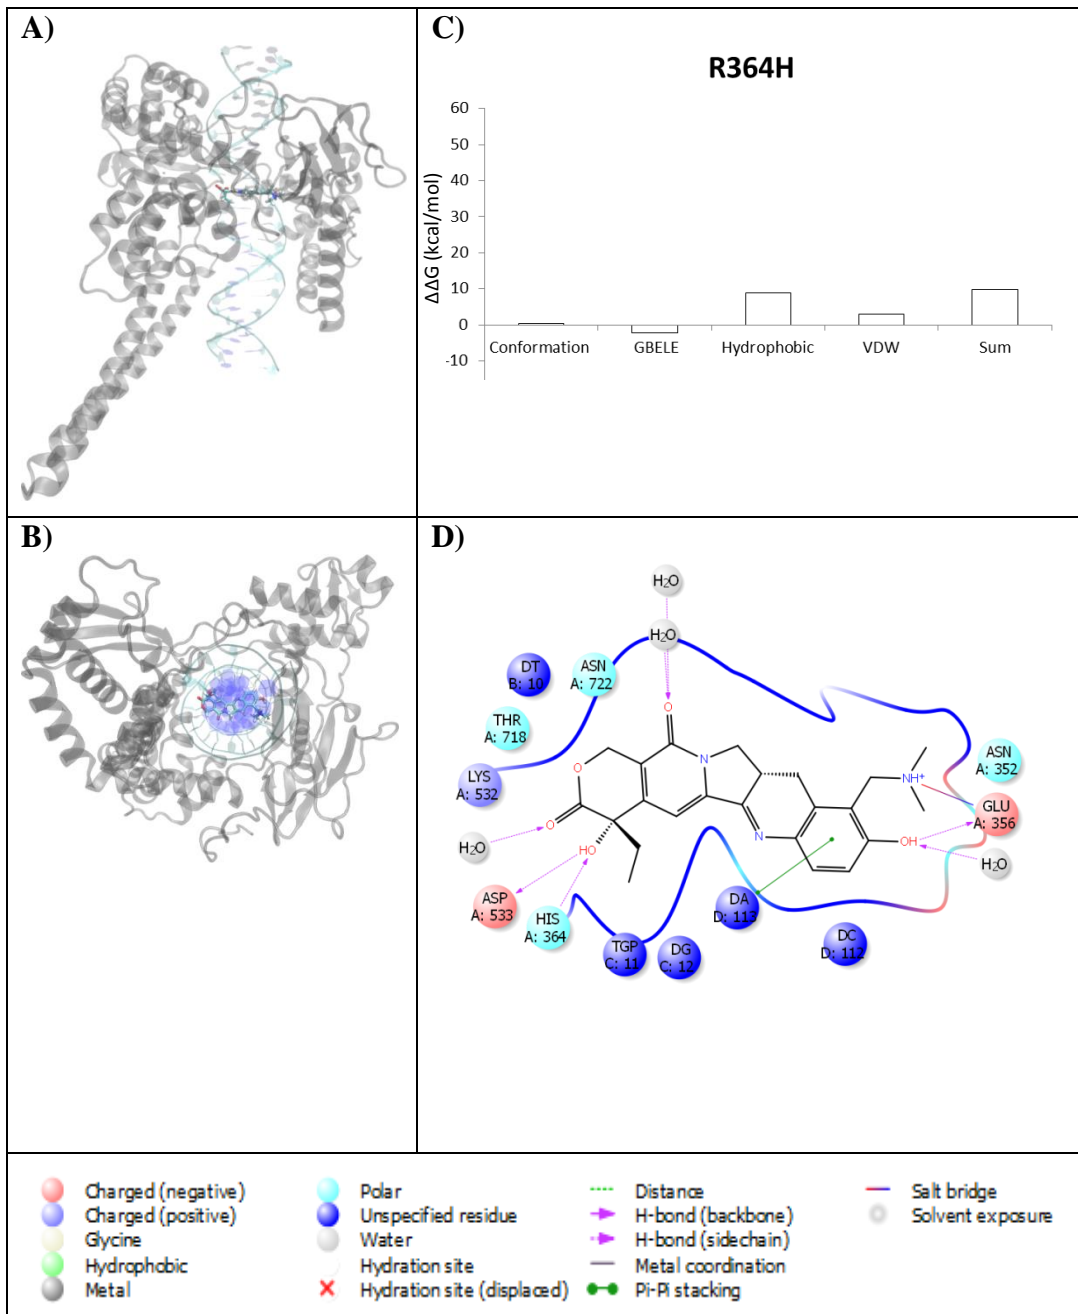 A)
C)
R364H
ΔΔG (kcal/mol)
60
50
40
30
20
10
0
-10
Conformation GBELE Hydrophobic VDW Sum
B)
D)
H2O
H2O
DT
B: 10
ASN
A: 722
THR
A: 718
LYS
A: 532
O
O
N
ASN
A: 352
NH+
GLU
A: 356
O
H2O
HO
N
OH
H2O
ASP
A: 533
HIS
A: 364
DA
D: 113
TGP
C: 11
DG
C: 12
DC
D: 112
Charged (negative)
Charged (positive)
Glycine
Hydrophobic
Metal
Polar
Unspecified residue
Water
Hydration site
Hydration site (displaced)
Distance
H-bond (backbone)
H-bond (sidechain)
Metal coordination
Pi-Pi stacking
Salt bridge
Solvent exposure